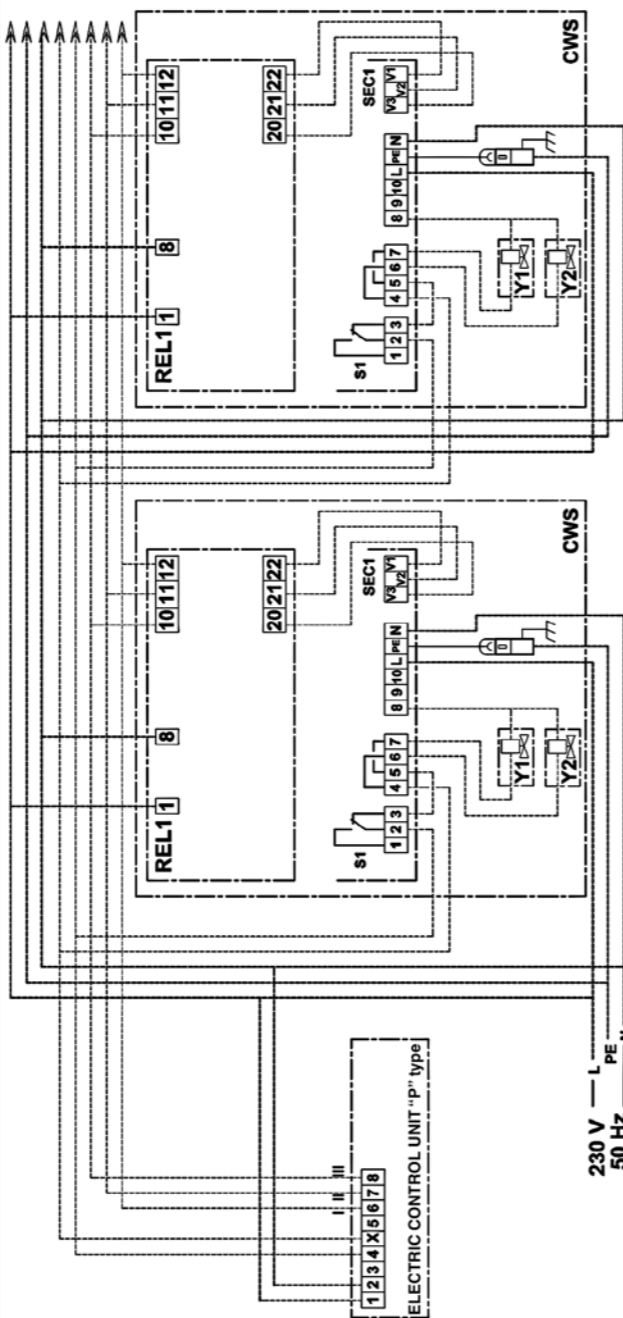 I II III
1 2 3 4 X 5 6 7 8
ELECTRIC CONTROL UNIT "P" type
230 V L
PE
50 Hz
REL1 1 8 10 11 12
20 21 22
S1
SEC1
1 2 3 4 5 6 7 8 9 10 L PE N V3 V2 V1
Y1
Y2
CWS
REL1 1 8 10 11 12
20 21 22
S1
SEC1
1 2 3 4 5 6 7 8 9 10 L PE N V3 V2 V1
Y1
Y2
CWS